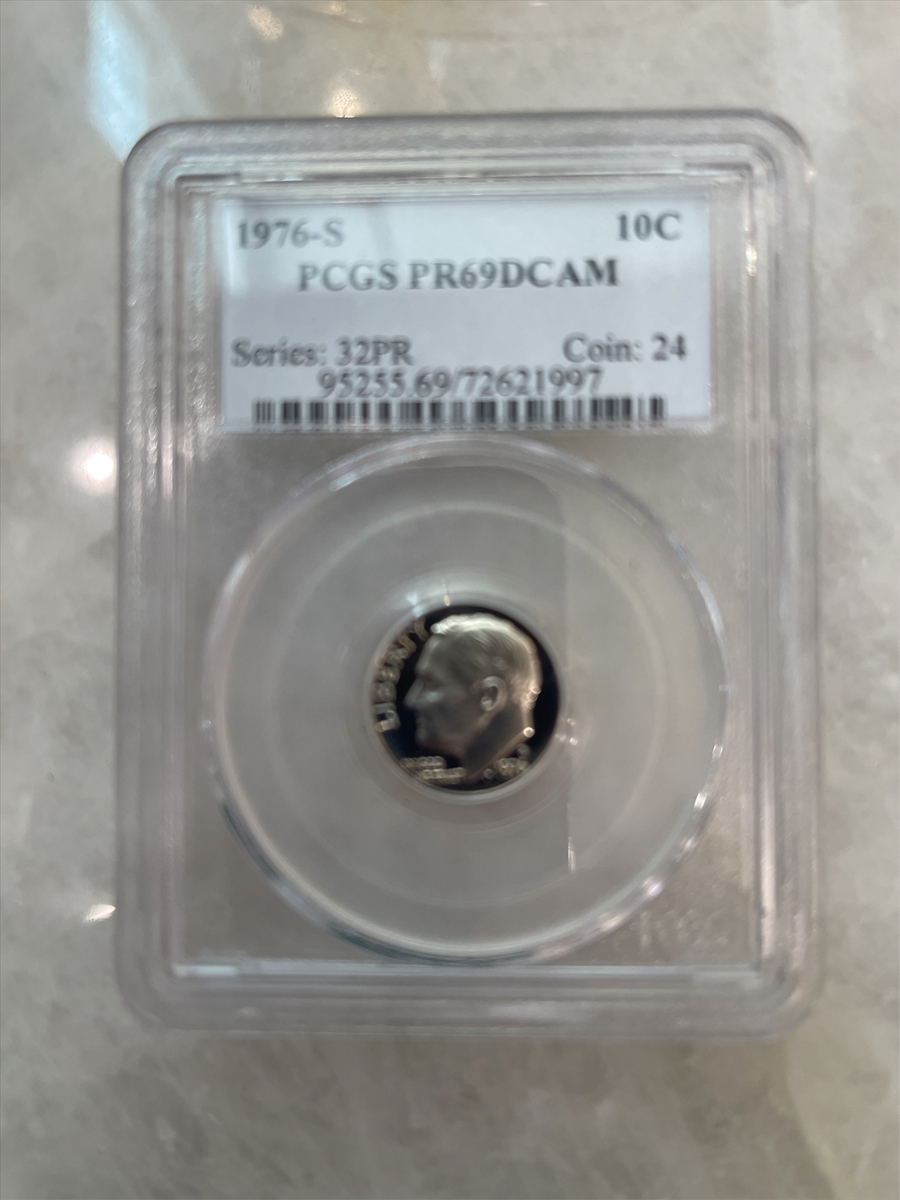 1976-S 10C
PCGS PR69DCAM
Series: 32PR Coin: 24
95255.69/72621997
LIBERTY